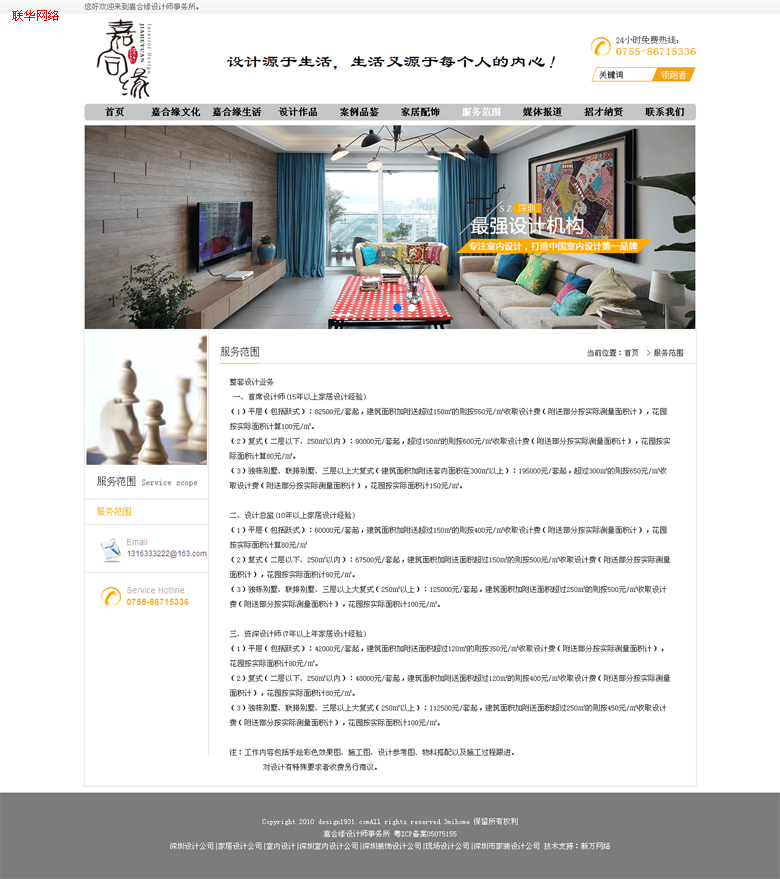 您好欢迎来到嘉合缘设计师事务所。
联华网络
嘉合缘
设计
JIAHEYUAN
Interior Design
设计源于生活，生活又源于每个人的内心！
24小时免费热线：
0755-86715336
关键词 领跑者
首页 嘉合缘文化 嘉合缘生活 设计作品 案例品鉴 家居配饰 服务范围 媒体报道 招才纳贤 联系我们
SZ 深圳
最强设计机构
专注室内设计，打造中国室内设计第一品牌
服务范围
当前位置：首页 > 服务范围
整套设计业务
一、首席设计师(15年以上家居设计经验)
（1）平层（包括跃式）：82500元/套起，建筑面积加附送超过150m²的则按550元/m²收取设计费（附送部分按实际测量面积计），花园
按实际面积计算100元/m²。
（2）复式（二层以下、250m²以内）：90000元/套起，超过150m²的则按600元/m²收取设计费（附送部分按实际测量面积计），花园按实
际面积计算80元/m²。
（3）独栋别墅、联排别墅、三层以上大复式（建筑面积加附送套内面积在300m²以上）：195000元/套起，超过300m²的则按650元/m²收
取设计费（附送部分按实际测量面积计），花园按实际面积计150元/m²。
二、设计总监(10年以上家居设计经验)
（1）平层（包括跃式）：60000元/套起，建筑面积加附送超过150m²的则按400元/m²收取设计费（附送部分按实际测量面积计），花园
按实际面积计算80元/m²
（2）复式（二层以下、250m²以内）：67500元/套起，建筑面积加附送面积超过150m²的则按500元/m²收取设计费（附送部分按实际测量
面积计），花园按实际面积计80元/m²。
（3）独栋别墅、联排别墅、三层以上大复式（250m²以上）：125000元/套起，建筑面积加附送面积超过250m²的则按500元/m²收取设计
费（附送部分按实际测量面积计），花园按实际面积计100元/m²。
三、资深设计师(7年以上年家居设计经验)
（1）平层（包括跃式）：42000元/套起，建筑面积加附送面积超过120m²的则按350元/m²收取设计费（附送部分按实际测量面积计），
花园按实际面积计80元/m²。
（2）复式（二层以下、250m²以内）：48000元/套起，建筑面积加附送面积超过120m²的则按400元/m²收取设计费（附送部分按实际测量
面积计），花园按实际面积计80元/m²。
（3）独栋别墅、联排别墅、三层以上大复式（250m²以上）：112500元/套起，建筑面积加附送面积超过250m²的则按450元/m²收取设计
费（附送部分按实际测量面积计），花园按实际面积计100元/m²。
注：工作内容包括手绘彩色效果图、施工图、设计参考图、物料搭配以及施工过程跟进。
对设计有特殊要求者收费另行商议。
服务范围 Service scope
服务范围
Email
1316333222@163.com
Service Hotline
0755-86715336
Copyright 2010 design1931.comAll rights reserved.3mihome 保留所有权利
嘉合缘设计师事务所 粤ICP备案05075155
深圳设计公司|家居设计公司|室内设计|深圳室内设计公司|深圳装饰设计公司|现场设计公司|深圳市家装设计公司 技术支持：新万网络